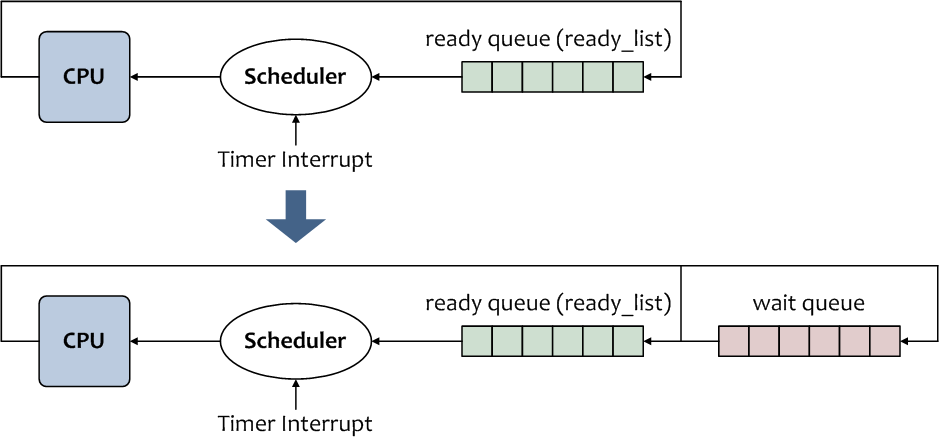 ready queue (ready_list)
CPU
Scheduler
Timer Interrupt
ready queue (ready_list)
wait queue
CPU
Scheduler
Timer Interrupt